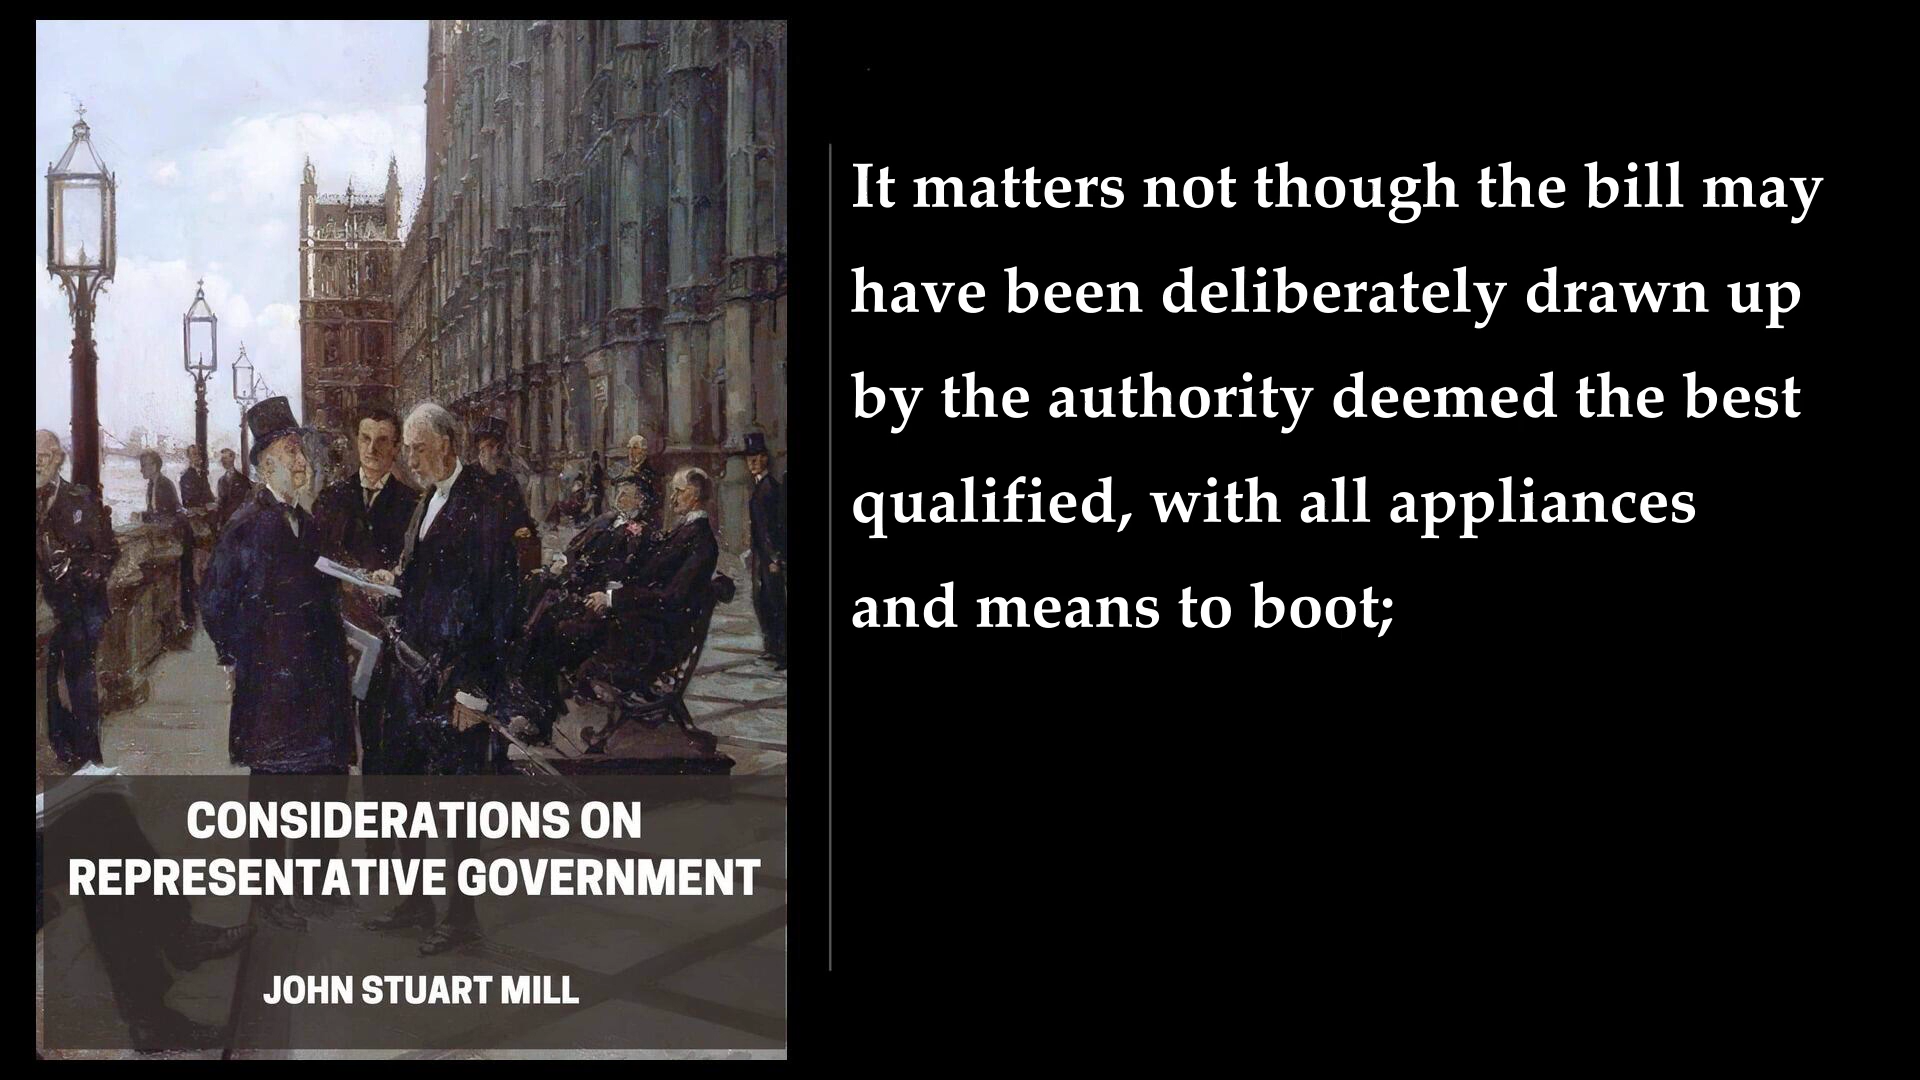 It matters not though the bill may
have been deliberately drawn up
by the authority deemed the best
qualified, with all appliances
and means to boot;
CONSIDERATIONS ON
REPRESENTATIVE GOVERNMENT
JOHN STUART MILL